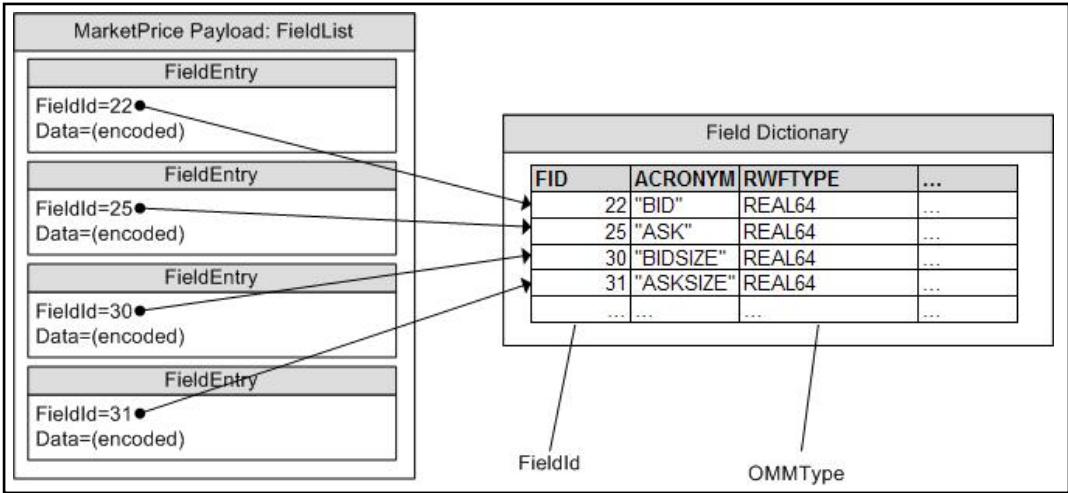 MarketPrice Payload: FieldList
FieldEntry
FieldId=22
Data=(encoded)
FieldEntry
FieldId=25
Data=(encoded)
FieldEntry
FieldId=30
Data=(encoded)
FieldEntry
FieldId=31
Data=(encoded)
Field Dictionary
FID ACRONYM RWFTYPE ...
22 "BID" REAL64 ...
25 "ASK" REAL64 ...
30 "BIDSIZE" REAL64 ...
31 "ASKSIZE" REAL64 ...
... ... ... ...
FieldId
OMMType